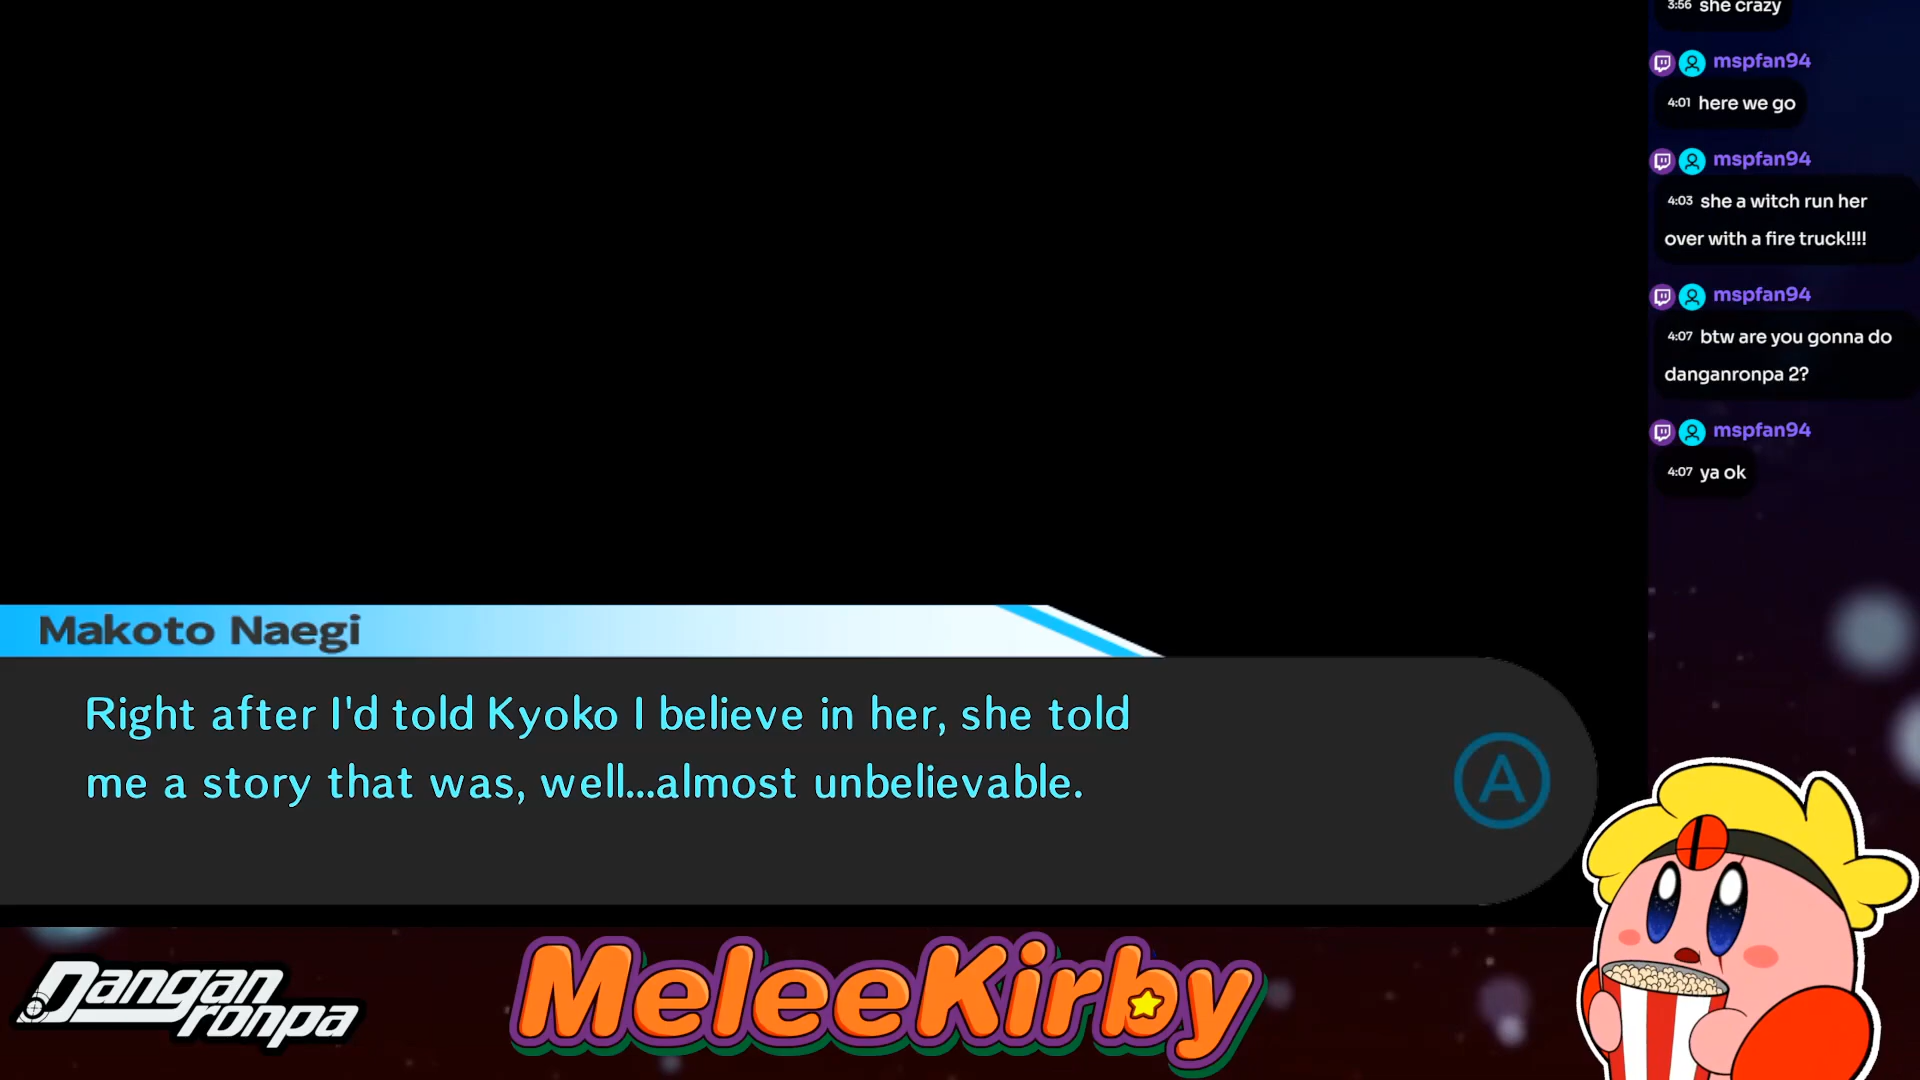 3:56 she crazy
mspfan94
4:01 here we go
mspfan94
4:03 she a witch run her
over with a fire truck!!!!
mspfan94
4:07 btw are you gonna do
danganronpa 2?
mspfan94
4:07 ya ok
Makoto Naegi
Right after I'd told Kyoko I believe in her, she told
me a story that was, well...almost unbelievable.
A
Dangan
ronpa
MeleeKirby